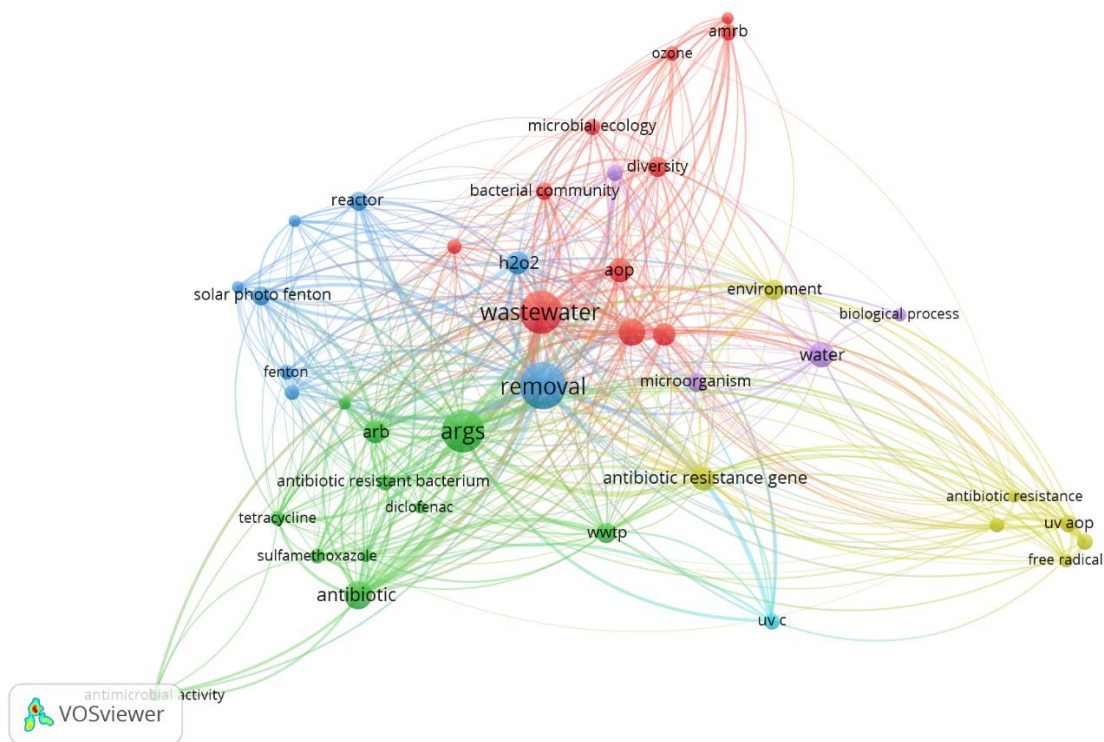 amrb
ozone
microbial ecology
diversity
bacterial community
reactor
h2o2
aop
environment
solar photo fenton
wastewater
biological process
water
fenton
removal
microorganism
arb
args
antibiotic resistant bacterium
antibiotic resistance gene
diclofenac
antibiotic resistance
tetracycline
uv aop
wwtp
sulfamethoxazole
free radical
antibiotic
uv c
antimicrobial activity
VOSviewer